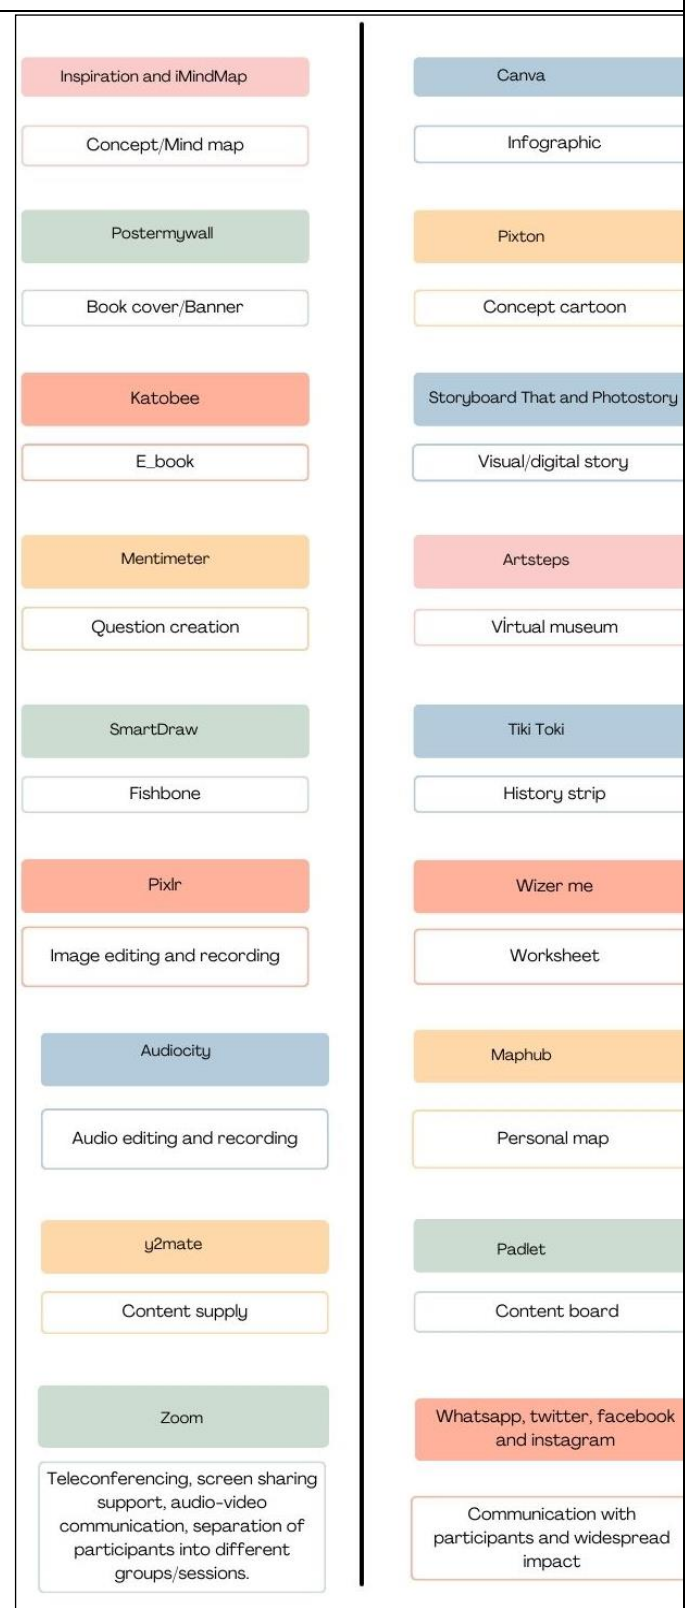 Inspiration and iMindMap
Concept/Mind map
Postermywall
Book cover/Banner
Katobee
E_book
Mentimeter
Question creation
SmartDraw
Fishbone
Pixlr
Image editing and recording
Audiocity
Audio editing and recording
y2mate
Content supply
Zoom
Teleconferencing, screen sharing
support, audio-video
communication, separation of
participants into different
groups/sessions.
Canva
Infographic
Pixton
Concept cartoon
Storyboard That and Photostory
Visual/digital story
Artsteps
Vİrtual museum
Tiki Toki
History strip
Wizer me
Worksheet
Maphub
Personal map
Padlet
Content board
Whatsapp, twitter, facebook
and instagram
Communication with
participants and widespread
impact